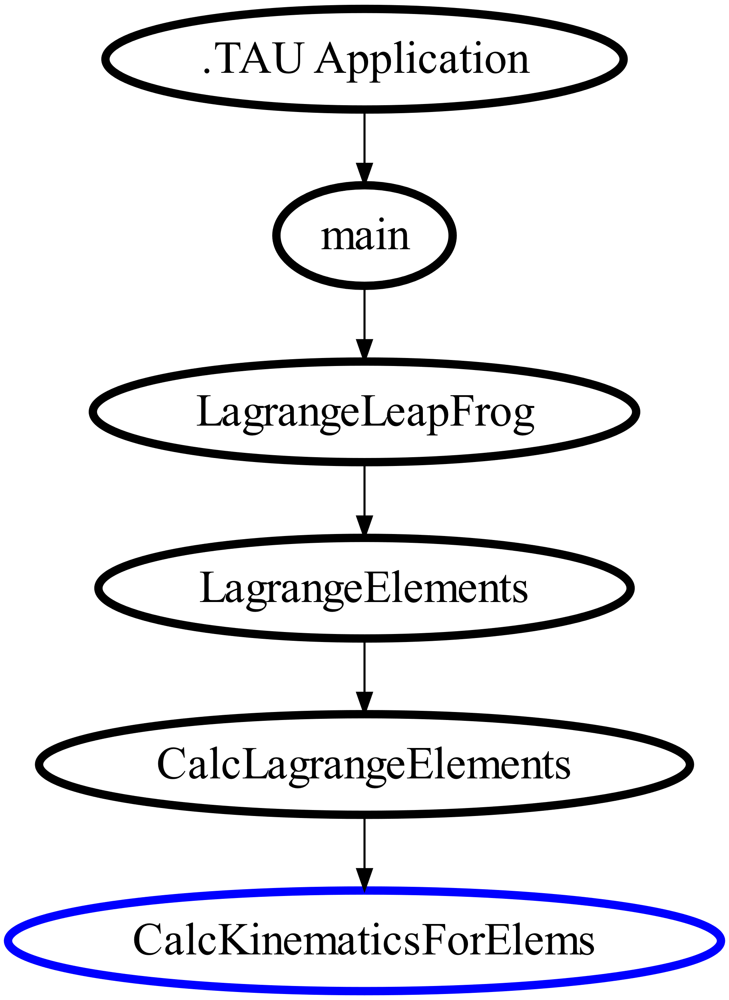 .TAU Application
main
LagrangeLeapFrog
LagrangeElements
CalcLagrangeElements
CalcKinematicsForElems